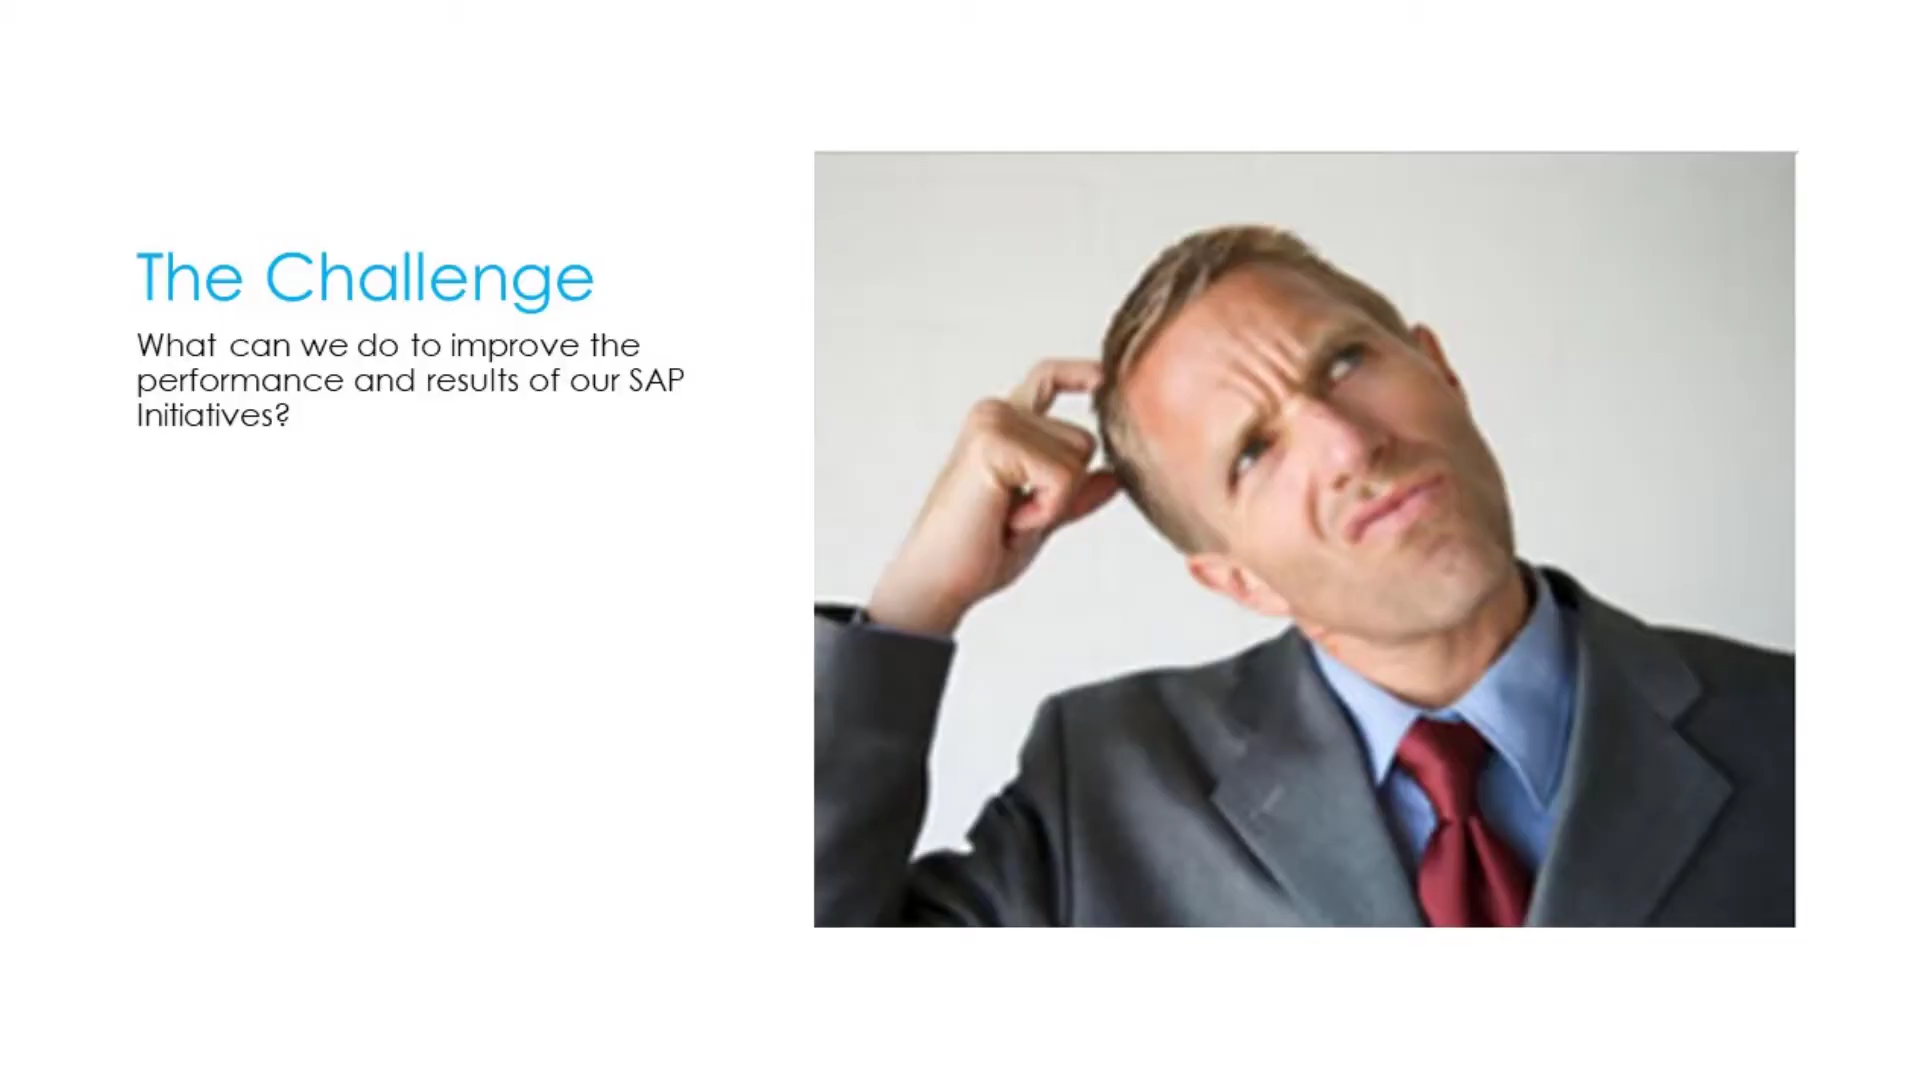 The Challenge
What can we do to improve the
performance and results of our SAP
Initiatives?